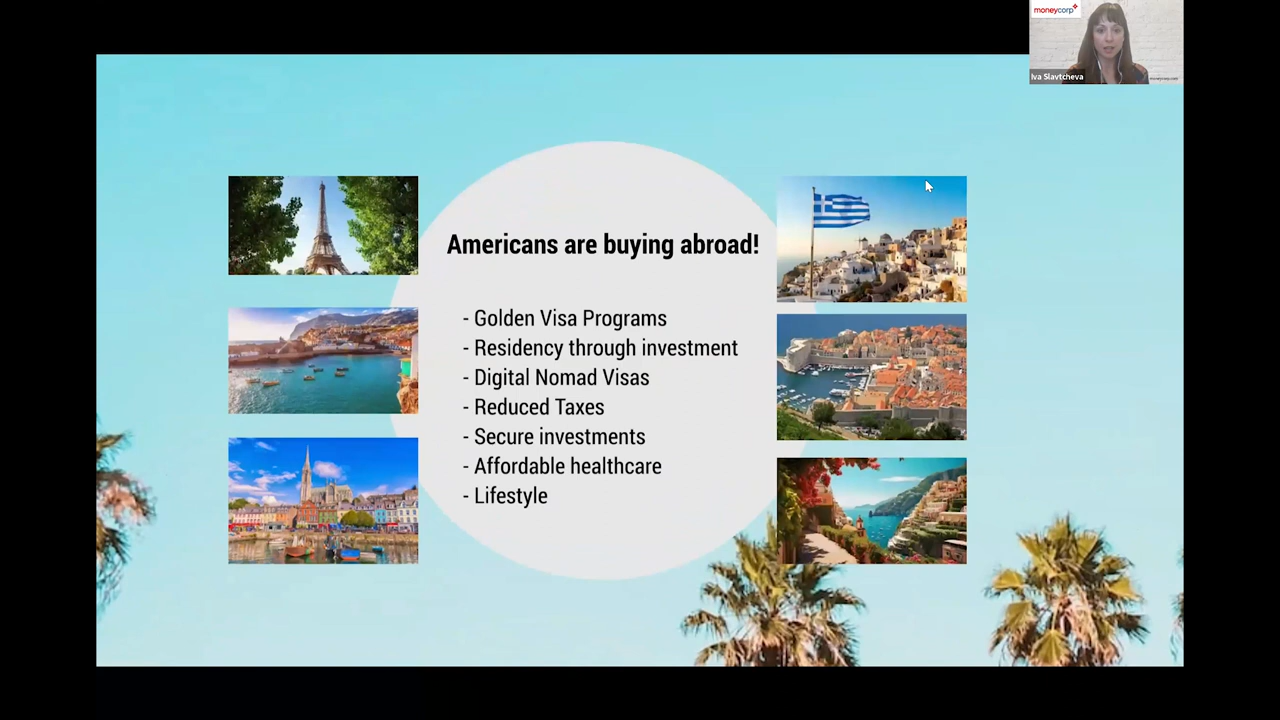 moneycorp
Iva Slavtcheva
Americans are buying abroad!
- Golden Visa Programs
- Residency through investment
- Digital Nomad Visas
- Reduced Taxes
- Secure investments
- Affordable healthcare
- Lifestyle